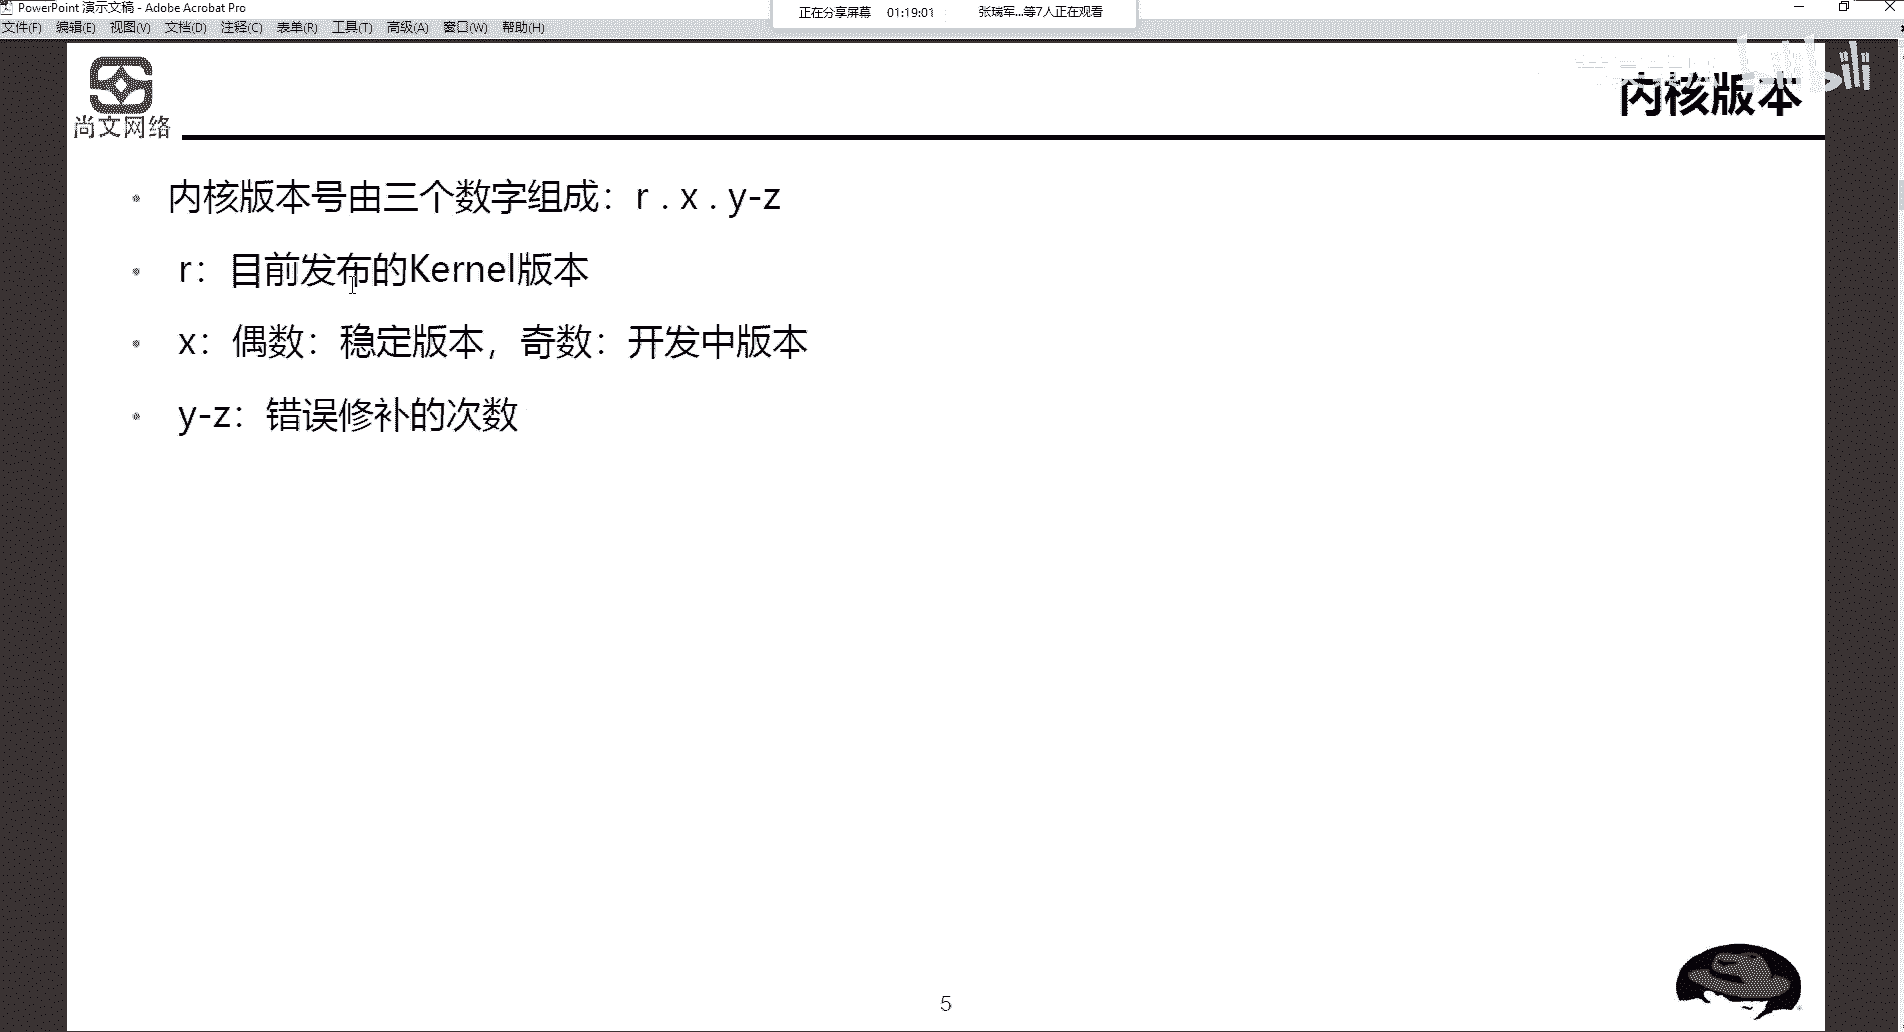 PowerPoint 演示文稿 - Adobe Acrobat Pro
正在分享屏幕 01:19:01 张瑞军...等7人正在观看
文件(F) 编辑(E) 视图(V) 文档(D) 注释(C) 表单(R) 工具(T) 高级(A) 窗口(W) 帮助(H)
bilibili
内核版本
尚文网络
• 内核版本号由三个数字组成：r . x . y-z
• r：目前发布的Kernel版本
• x：偶数：稳定版本，奇数：开发中版本
• y-z：错误修补的次数
5